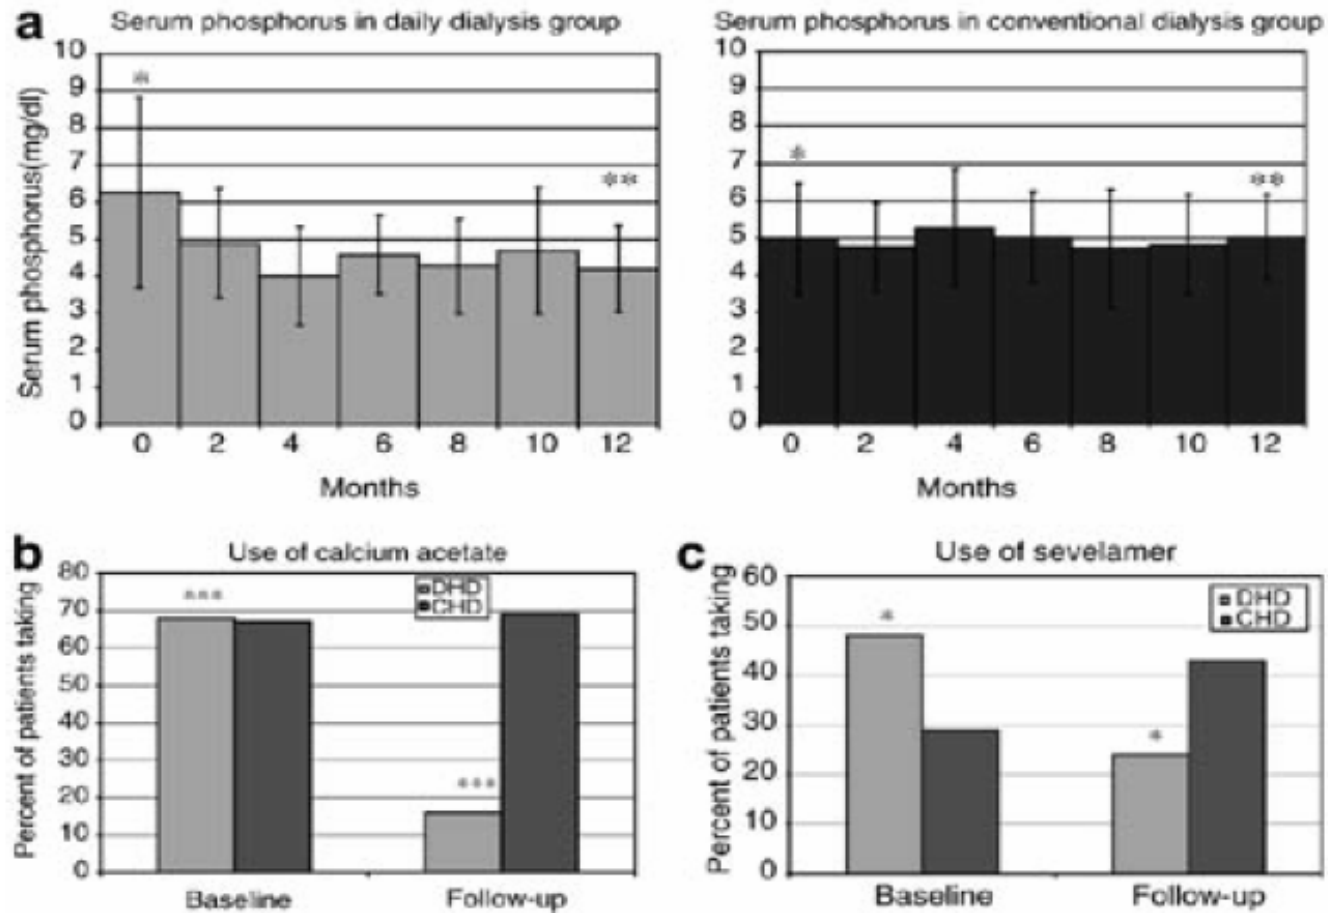 a
Serum phosphorus in daily dialysis group
Serum phosphorus(mg/dl)
10
9
8
7
6
5
4
3
2
1
0
*
**
0 2 4 6 8 10 12
Months
Serum phosphorus in conventional dialysis group
10
9
8
7
6
5
4
3
2
1
0
*
**
0 2 4 6 8 10 12
Months
b
Use of calcium acetate
Percent of patients taking
80
70
60
50
40
30
20
10
0
***
***
DHD
CHD
Baseline Follow-up
c
Use of sevelamer
Percent of patients taking
60
50
40
30
20
10
0
*
*
DHD
CHD
Baseline Follow-up